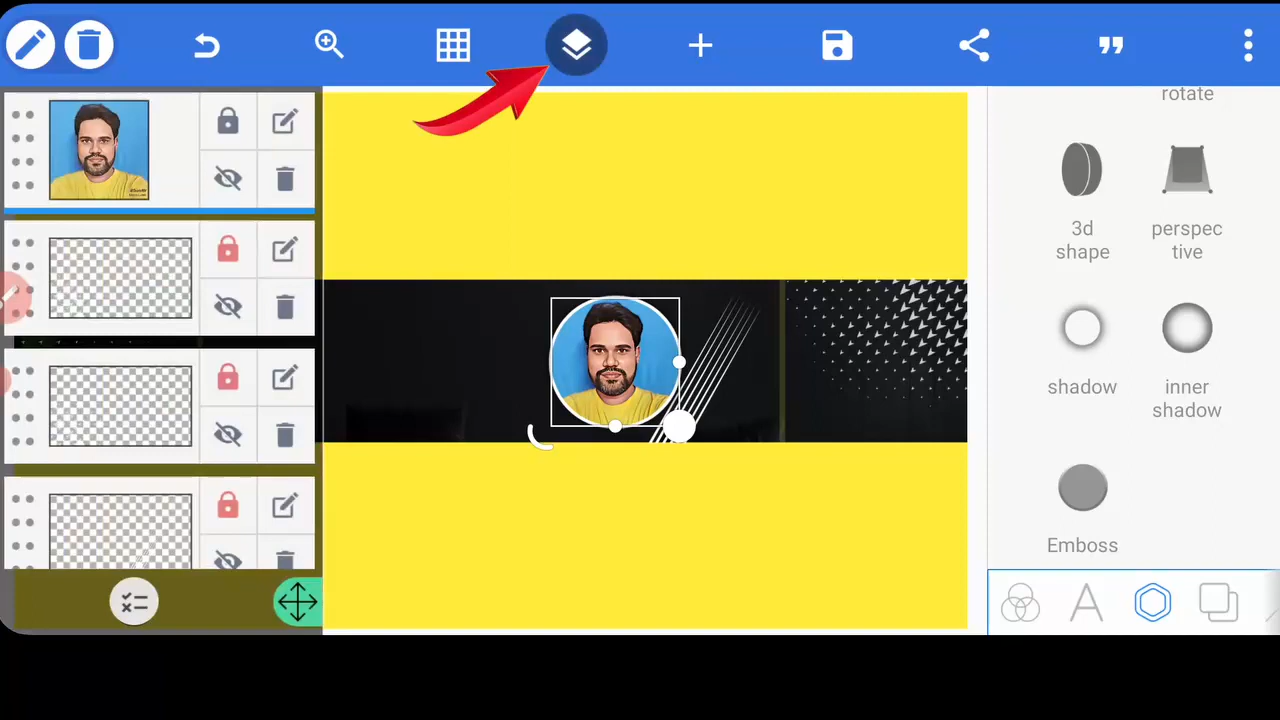 rotate
3d
shape
perspec
tive
shadow
inner
shadow
Emboss